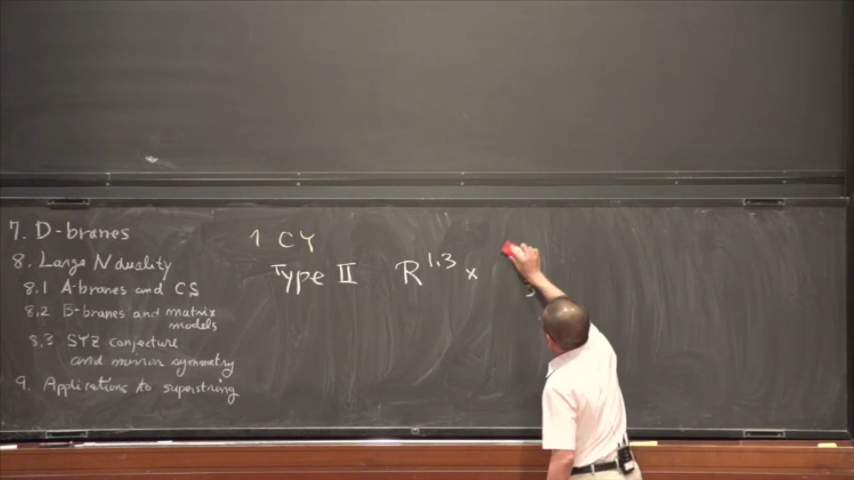 7. D-branes
8. Large N duality
8.1 A-branes and CS
8.2 B-branes and matrix
models
8.3 SYZ conjecture
and mirror symmetry
9. Applications to superstring
1 CY
Type II R^{1,3} ×